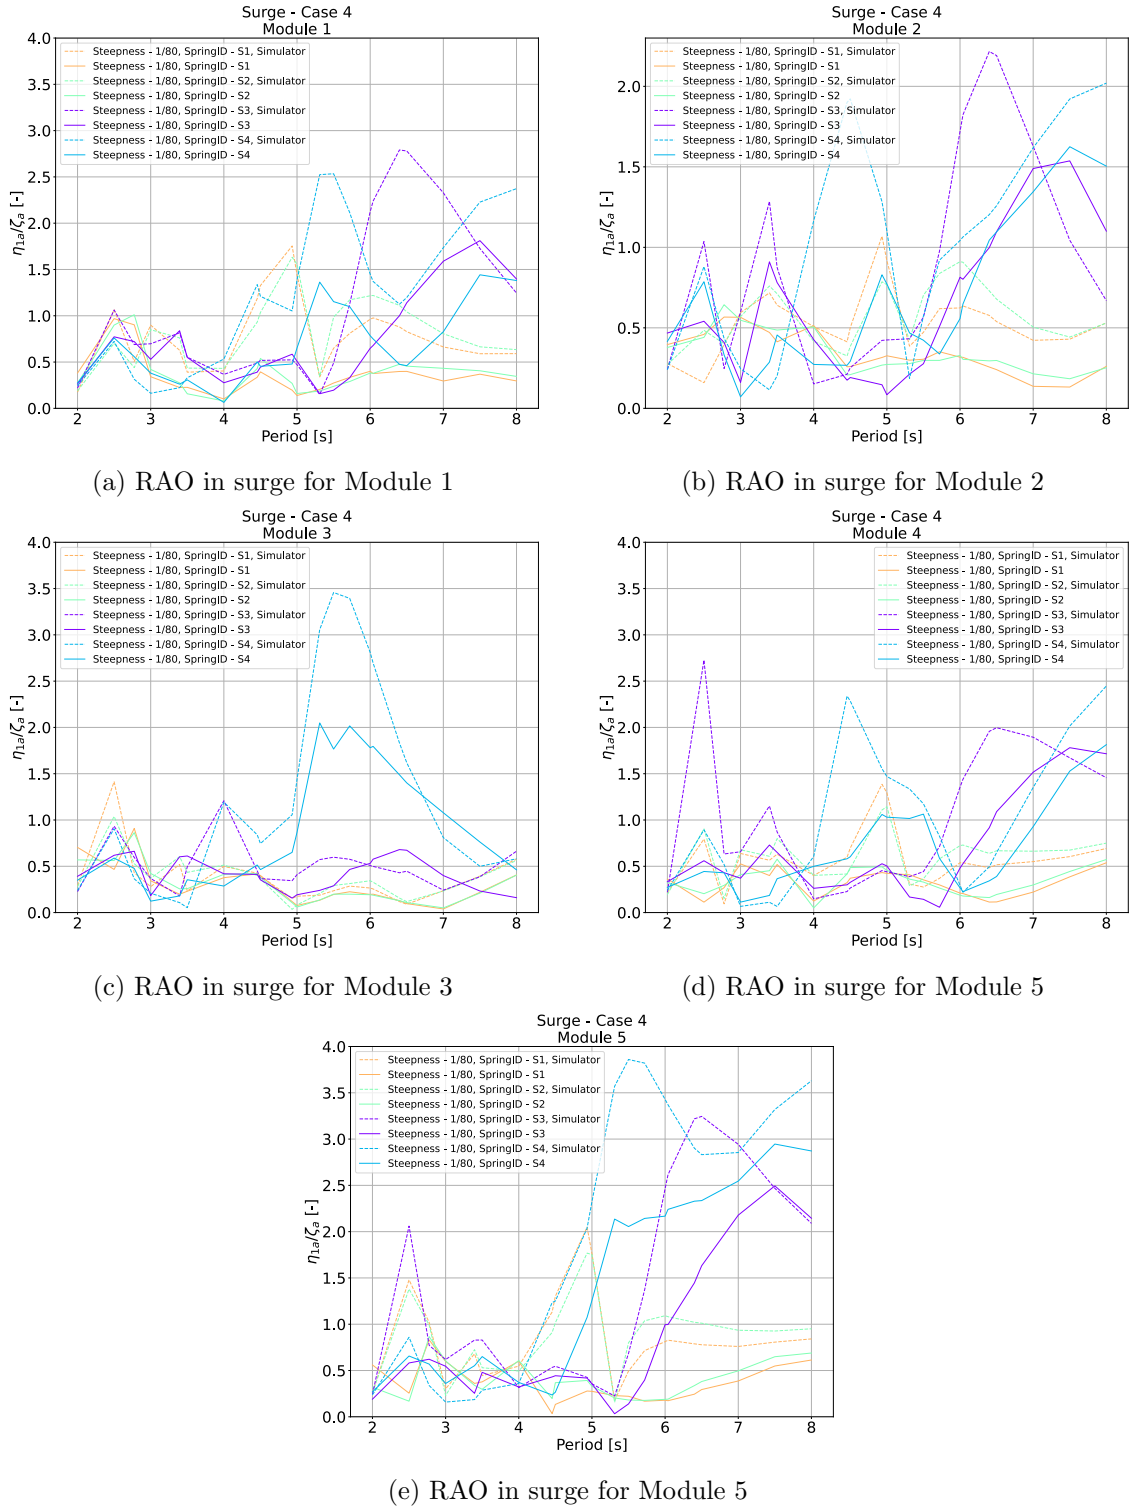 Surge - Case 4
Module 1
4.0
3.5
3.0
2.5
2.0
1.5
1.0
0.5
0.0
η1a/ζa [-]
Steepness - 1/80, SpringID - S1, Simulator
Steepness - 1/80, SpringID - S1
Steepness - 1/80, SpringID - S2, Simulator
Steepness - 1/80, SpringID - S2
Steepness - 1/80, SpringID - S3, Simulator
Steepness - 1/80, SpringID - S3
Steepness - 1/80, SpringID - S4, Simulator
Steepness - 1/80, SpringID - S4
2 3 4 5 6 7 8
Period [s]
(a) RAO in surge for Module 1
Surge - Case 4
Module 2
2.0
1.5
1.0
0.5
0.0
η1a/ζa [-]
Steepness - 1/80, SpringID - S1, Simulator
Steepness - 1/80, SpringID - S1
Steepness - 1/80, SpringID - S2, Simulator
Steepness - 1/80, SpringID - S2
Steepness - 1/80, SpringID - S3, Simulator
Steepness - 1/80, SpringID - S3
Steepness - 1/80, SpringID - S4, Simulator
Steepness - 1/80, SpringID - S4
2 3 4 5 6 7 8
Period [s]
(b) RAO in surge for Module 2
Surge - Case 4
Module 3
4.0
3.5
3.0
2.5
2.0
1.5
1.0
0.5
0.0
η1a/ζa [-]
Steepness - 1/80, SpringID - S1, Simulator
Steepness - 1/80, SpringID - S1
Steepness - 1/80, SpringID - S2, Simulator
Steepness - 1/80, SpringID - S2
Steepness - 1/80, SpringID - S3, Simulator
Steepness - 1/80, SpringID - S3
Steepness - 1/80, SpringID - S4, Simulator
Steepness - 1/80, SpringID - S4
2 3 4 5 6 7 8
Period [s]
(c) RAO in surge for Module 3
Surge - Case 4
Module 4
4.0
3.5
3.0
2.5
2.0
1.5
1.0
0.5
0.0
η1a/ζa [-]
Steepness - 1/80, SpringID - S1, Simulator
Steepness - 1/80, SpringID - S1
Steepness - 1/80, SpringID - S2, Simulator
Steepness - 1/80, SpringID - S2
Steepness - 1/80, SpringID - S3, Simulator
Steepness - 1/80, SpringID - S3
Steepness - 1/80, SpringID - S4, Simulator
Steepness - 1/80, SpringID - S4
2 3 4 5 6 7 8
Period [s]
(d) RAO in surge for Module 5
Surge - Case 4
Module 5
4.0
3.5
3.0
2.5
2.0
1.5
1.0
0.5
0.0
η1a/ζa [-]
Steepness - 1/80, SpringID - S1, Simulator
Steepness - 1/80, SpringID - S1
Steepness - 1/80, SpringID - S2, Simulator
Steepness - 1/80, SpringID - S2
Steepness - 1/80, SpringID - S3, Simulator
Steepness - 1/80, SpringID - S3
Steepness - 1/80, SpringID - S4, Simulator
Steepness - 1/80, SpringID - S4
2 3 4 5 6 7 8
Period [s]
(e) RAO in surge for Module 5